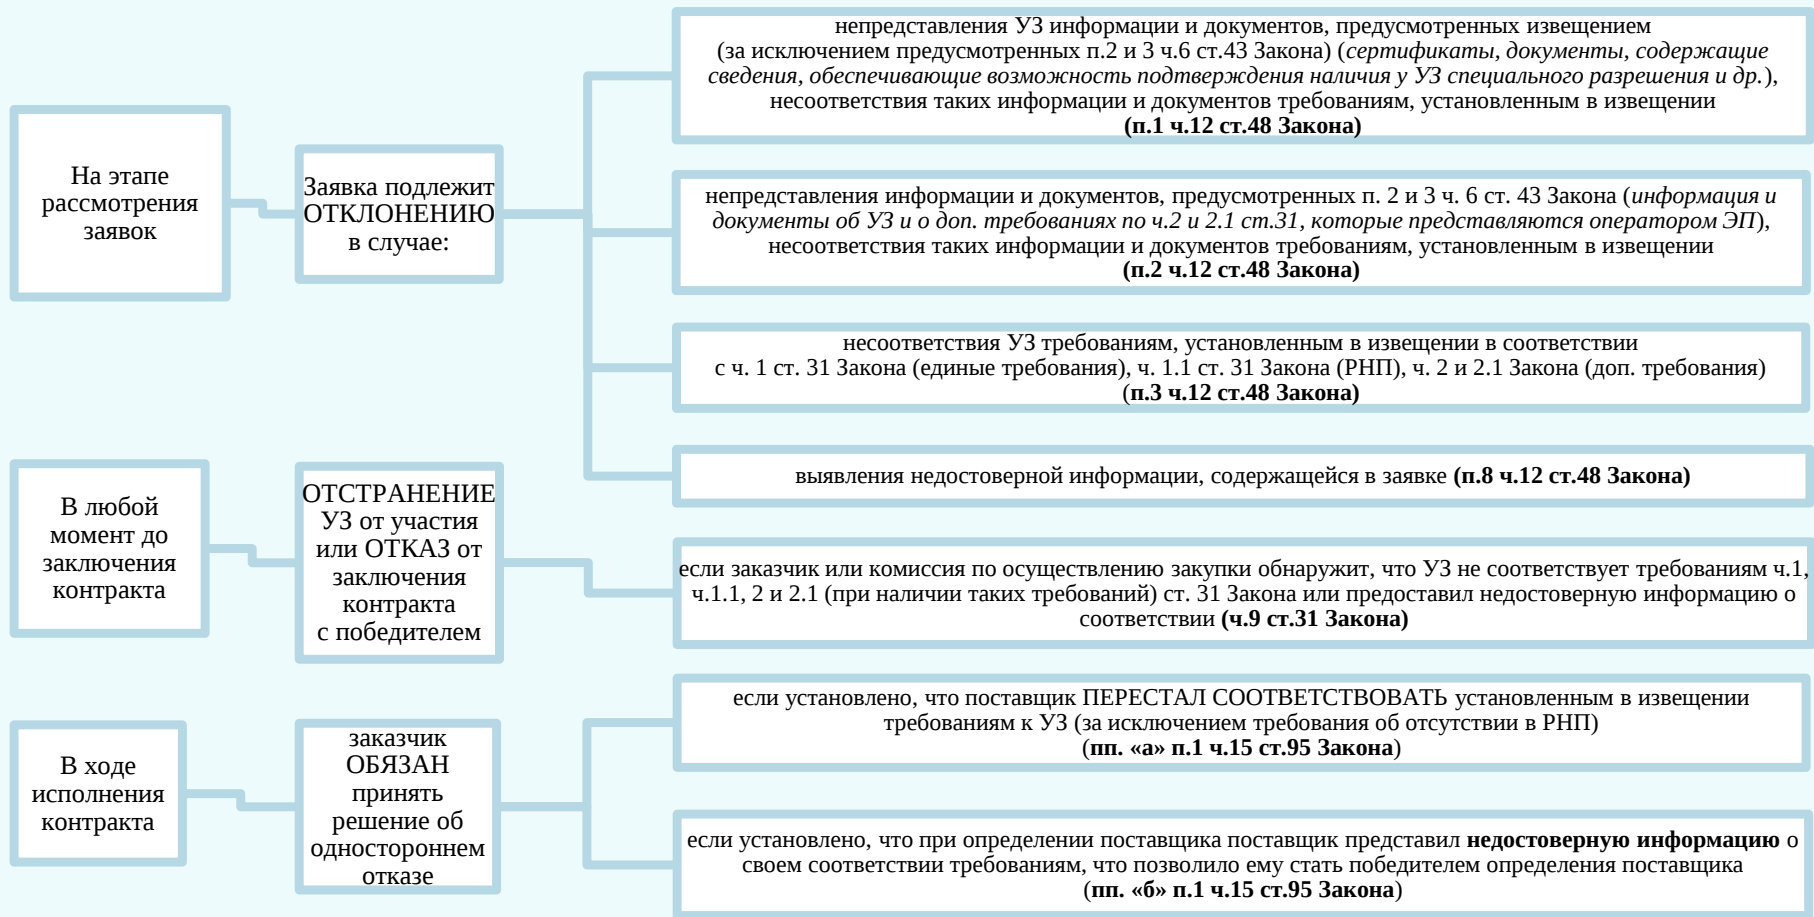 На этапе
рассмотрения
заявок
Заявка подлежит
ОТКЛОНЕНИЮ
в случае:
непредставления УЗ информации и документов, предусмотренных извещением
(за исключением предусмотренных п.2 и 3 ч.6 ст.43 Закона) (сертификаты, документы, содержащие
сведения, обеспечивающие возможность подтверждения наличия у УЗ специального разрешения и др.),
несоответствия таких информации и документов требованиям, установленным в извещении
(п.1 ч.12 ст.48 Закона)
непредставления информации и документов, предусмотренных п. 2 и 3 ч. 6 ст. 43 Закона (информация и
документы об УЗ и о доп. требованиях по ч.2 и 2.1 ст.31, которые представляются оператором ЭП),
несоответствия таких информации и документов требованиям, установленным в извещении
(п.2 ч.12 ст.48 Закона)
несоответствия УЗ требованиям, установленным в извещении в соответствии
с ч. 1 ст. 31 Закона (единые требования), ч. 1.1 ст. 31 Закона (РНП), ч. 2 и 2.1 Закона (доп. требования)
(п.3 ч.12 ст.48 Закона)
выявления недостоверной информации, содержащейся в заявке (п.8 ч.12 ст.48 Закона)
В любой
момент до
заключения
контракта
ОТСТРАНЕНИЕ
УЗ от участия
или ОТКАЗ от
заключения
контракта
с победителем
если заказчик или комиссия по осуществлению закупки обнаружит, что УЗ не соответствует требованиям ч.1,
ч.1.1, 2 и 2.1 (при наличии таких требований) ст. 31 Закона или предоставил недостоверную информацию о
соответствии (ч.9 ст.31 Закона)
В ходе
исполнения
контракта
заказчик
ОБЯЗАН
принять
решение об
одностороннем
отказе
если установлено, что поставщик ПЕРЕСТАЛ СООТВЕТСТВОВАТЬ установленным в извещении
требованиям к УЗ (за исключением требования об отсутствии в РНП)
(пп. «а» п.1 ч.15 ст.95 Закона)
если установлено, что при определении поставщика поставщик представил недостоверную информацию о
своем соответствии требованиям, что позволило ему стать победителем определения поставщика
(пп. «б» п.1 ч.15 ст.95 Закона)